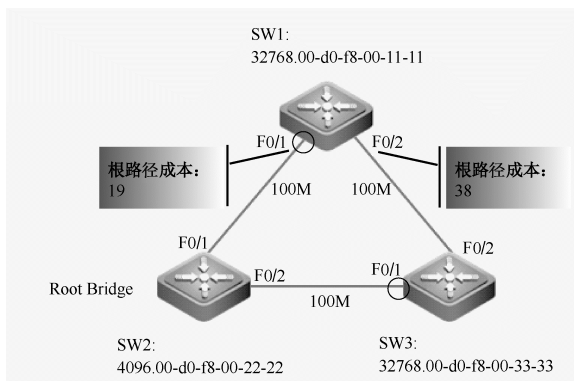 SW1:
32768.00-d0-f8-00-11-11
F0/1
F0/2
根路径成本：
19
根路径成本：
38
100M
100M
F0/1
F0/2
F0/1
F0/2
Root Bridge
100M
SW2:
4096.00-d0-f8-00-22-22
SW3:
32768.00-d0-f8-00-33-33